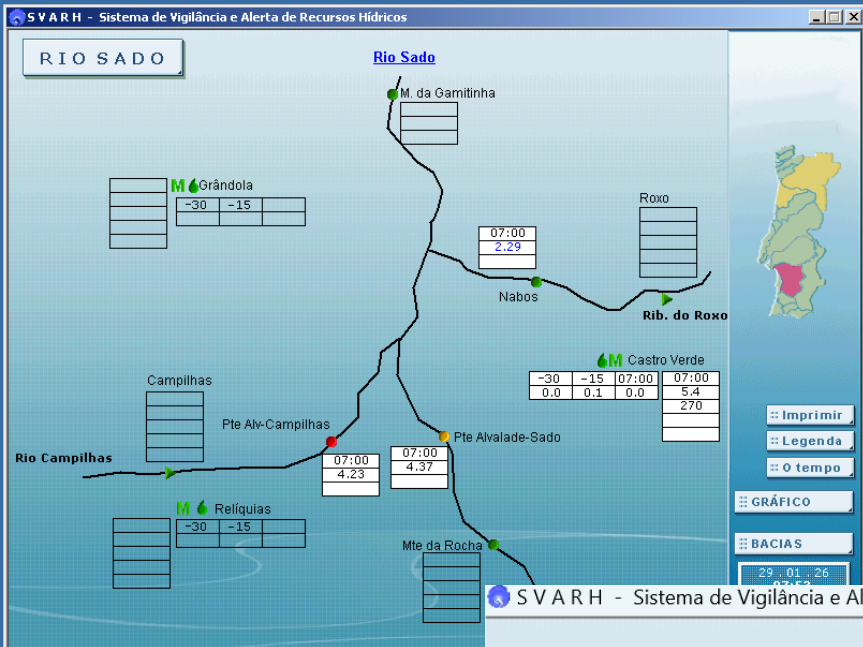 S V A R H - Sistema de Vigilância e Alerta de Recursos Hídricos
RIO SADO
Rio Sado
M. da Gamitinha
M
Grândola
-30 -15
Roxo
07:00
2.29
Nabos
Rib. do Roxo
M Castro Verde
-30 -15 07:00 07:00
0.0 0.1 0.0 5.4
270
Campilhas
Pte Alv-Campilhas
Pte Alvalade-Sado
07:00
4.23
07:00
4.37
Rio Campilhas
M Relíquias
-30 -15
Mte da Rocha
Imprimir
Legenda
O tempo
GRÁFICO
BACIAS
29 . 01 . 26
07:53
S V A R H - Sistema de Vigilância e Al